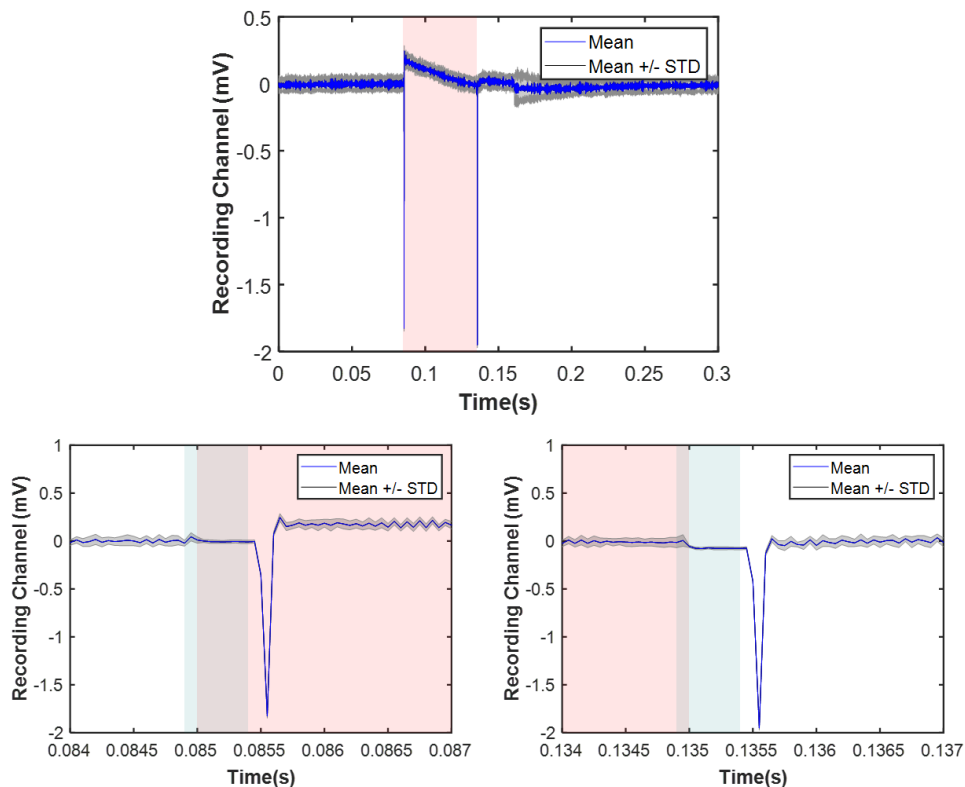 0.5
0
-0.5
-1
-1.5
-2
Recording Channel (mV)
Mean
Mean +/- STD
0 0.05 0.1 0.15 0.2 0.25 0.3
Time(s)
1
0.5
0
-0.5
-1
-1.5
-2
Recording Channel (mV)
Mean
Mean +/- STD
0.084 0.0845 0.085 0.0855 0.086 0.0865 0.087
Time(s)
1
0.5
0
-0.5
-1
-1.5
-2
Recording Channel (mV)
Mean
Mean +/- STD
0.134 0.1345 0.135 0.1355 0.136 0.1365 0.137
Time(s)